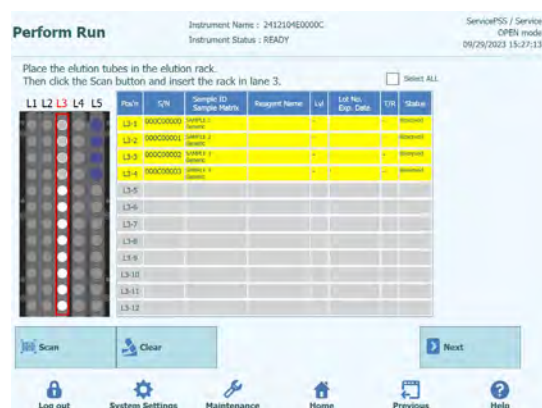 Perform Run
Instrument Name : 2412104E0000C
Instrument Status : READY
ServicePSS / Service
OPEN mode
09/29/2023 15:27:13
Place the elution tubes in the elution rack.
Then click the Scan button and insert the rack in lane 3.
Select ALL
L1 L2 L3 L4 L5
Pos'n S/N Sample ID Sample Matrix Reagent Name Lvl Lot No. Exp. Date T/R Status
L3-1 000C00000 SAMPLE 1 Generic - - Reserved
L3-2 000C00001 SAMPLE 2 Generic - - Reserved
L3-3 000C00002 SAMPLE 3 Generic - - Reserved
L3-4 000C00003 SAMPLE 4 Generic - - Reserved
L3-5
L3-6
L3-7
L3-8
L3-9
L3-10
L3-11
L3-12
Scan
Clear
Next
Log out
System Settings
Maintenance
Home
Previous
Help